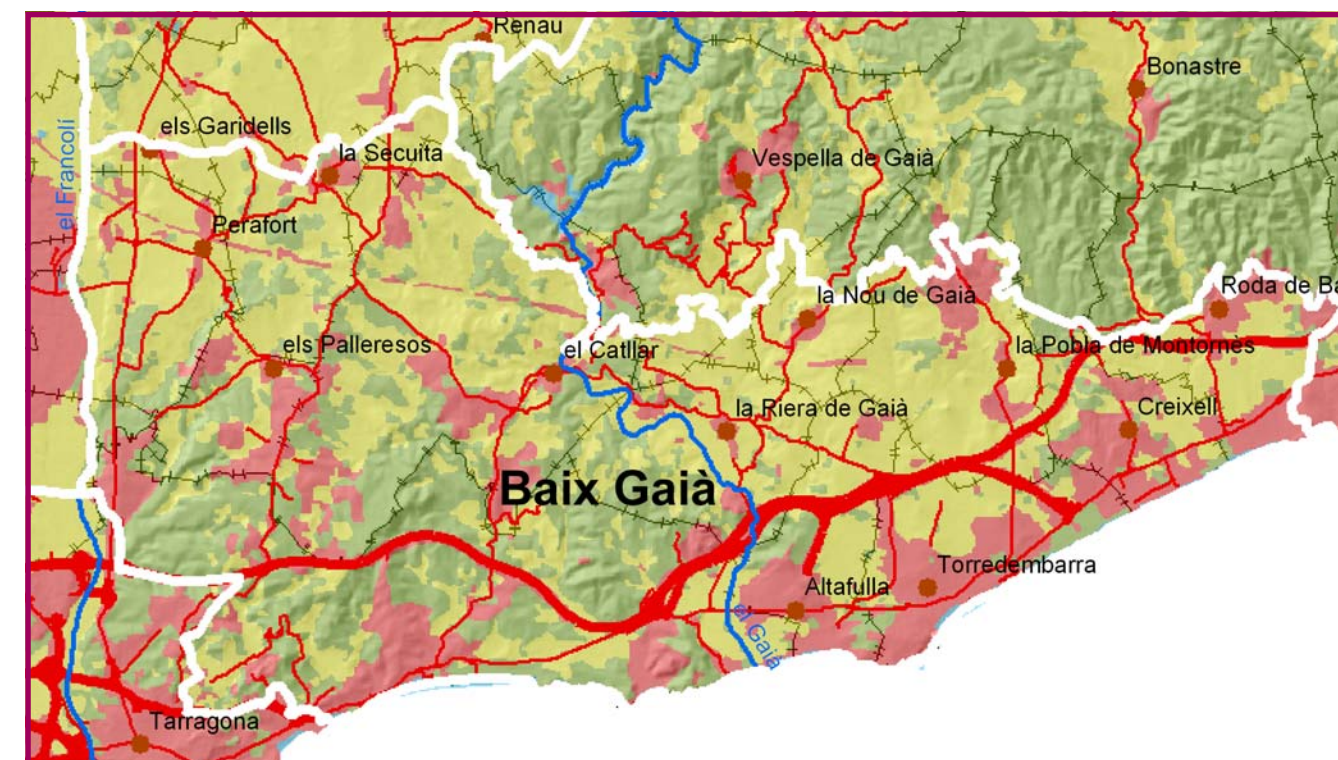 Renau
Bonastre
els Garidells
la Secuita
Vespella de Gaià
el Francolí
Perafort
Roda de Ba
la Nou de Gaià
els Palleresos
el Catllar
la Pobla de Montornès
la Riera de Gaià
Creixell
Baix Gaià
Torredembarra
Altafulla
el Gaià
Tarragona